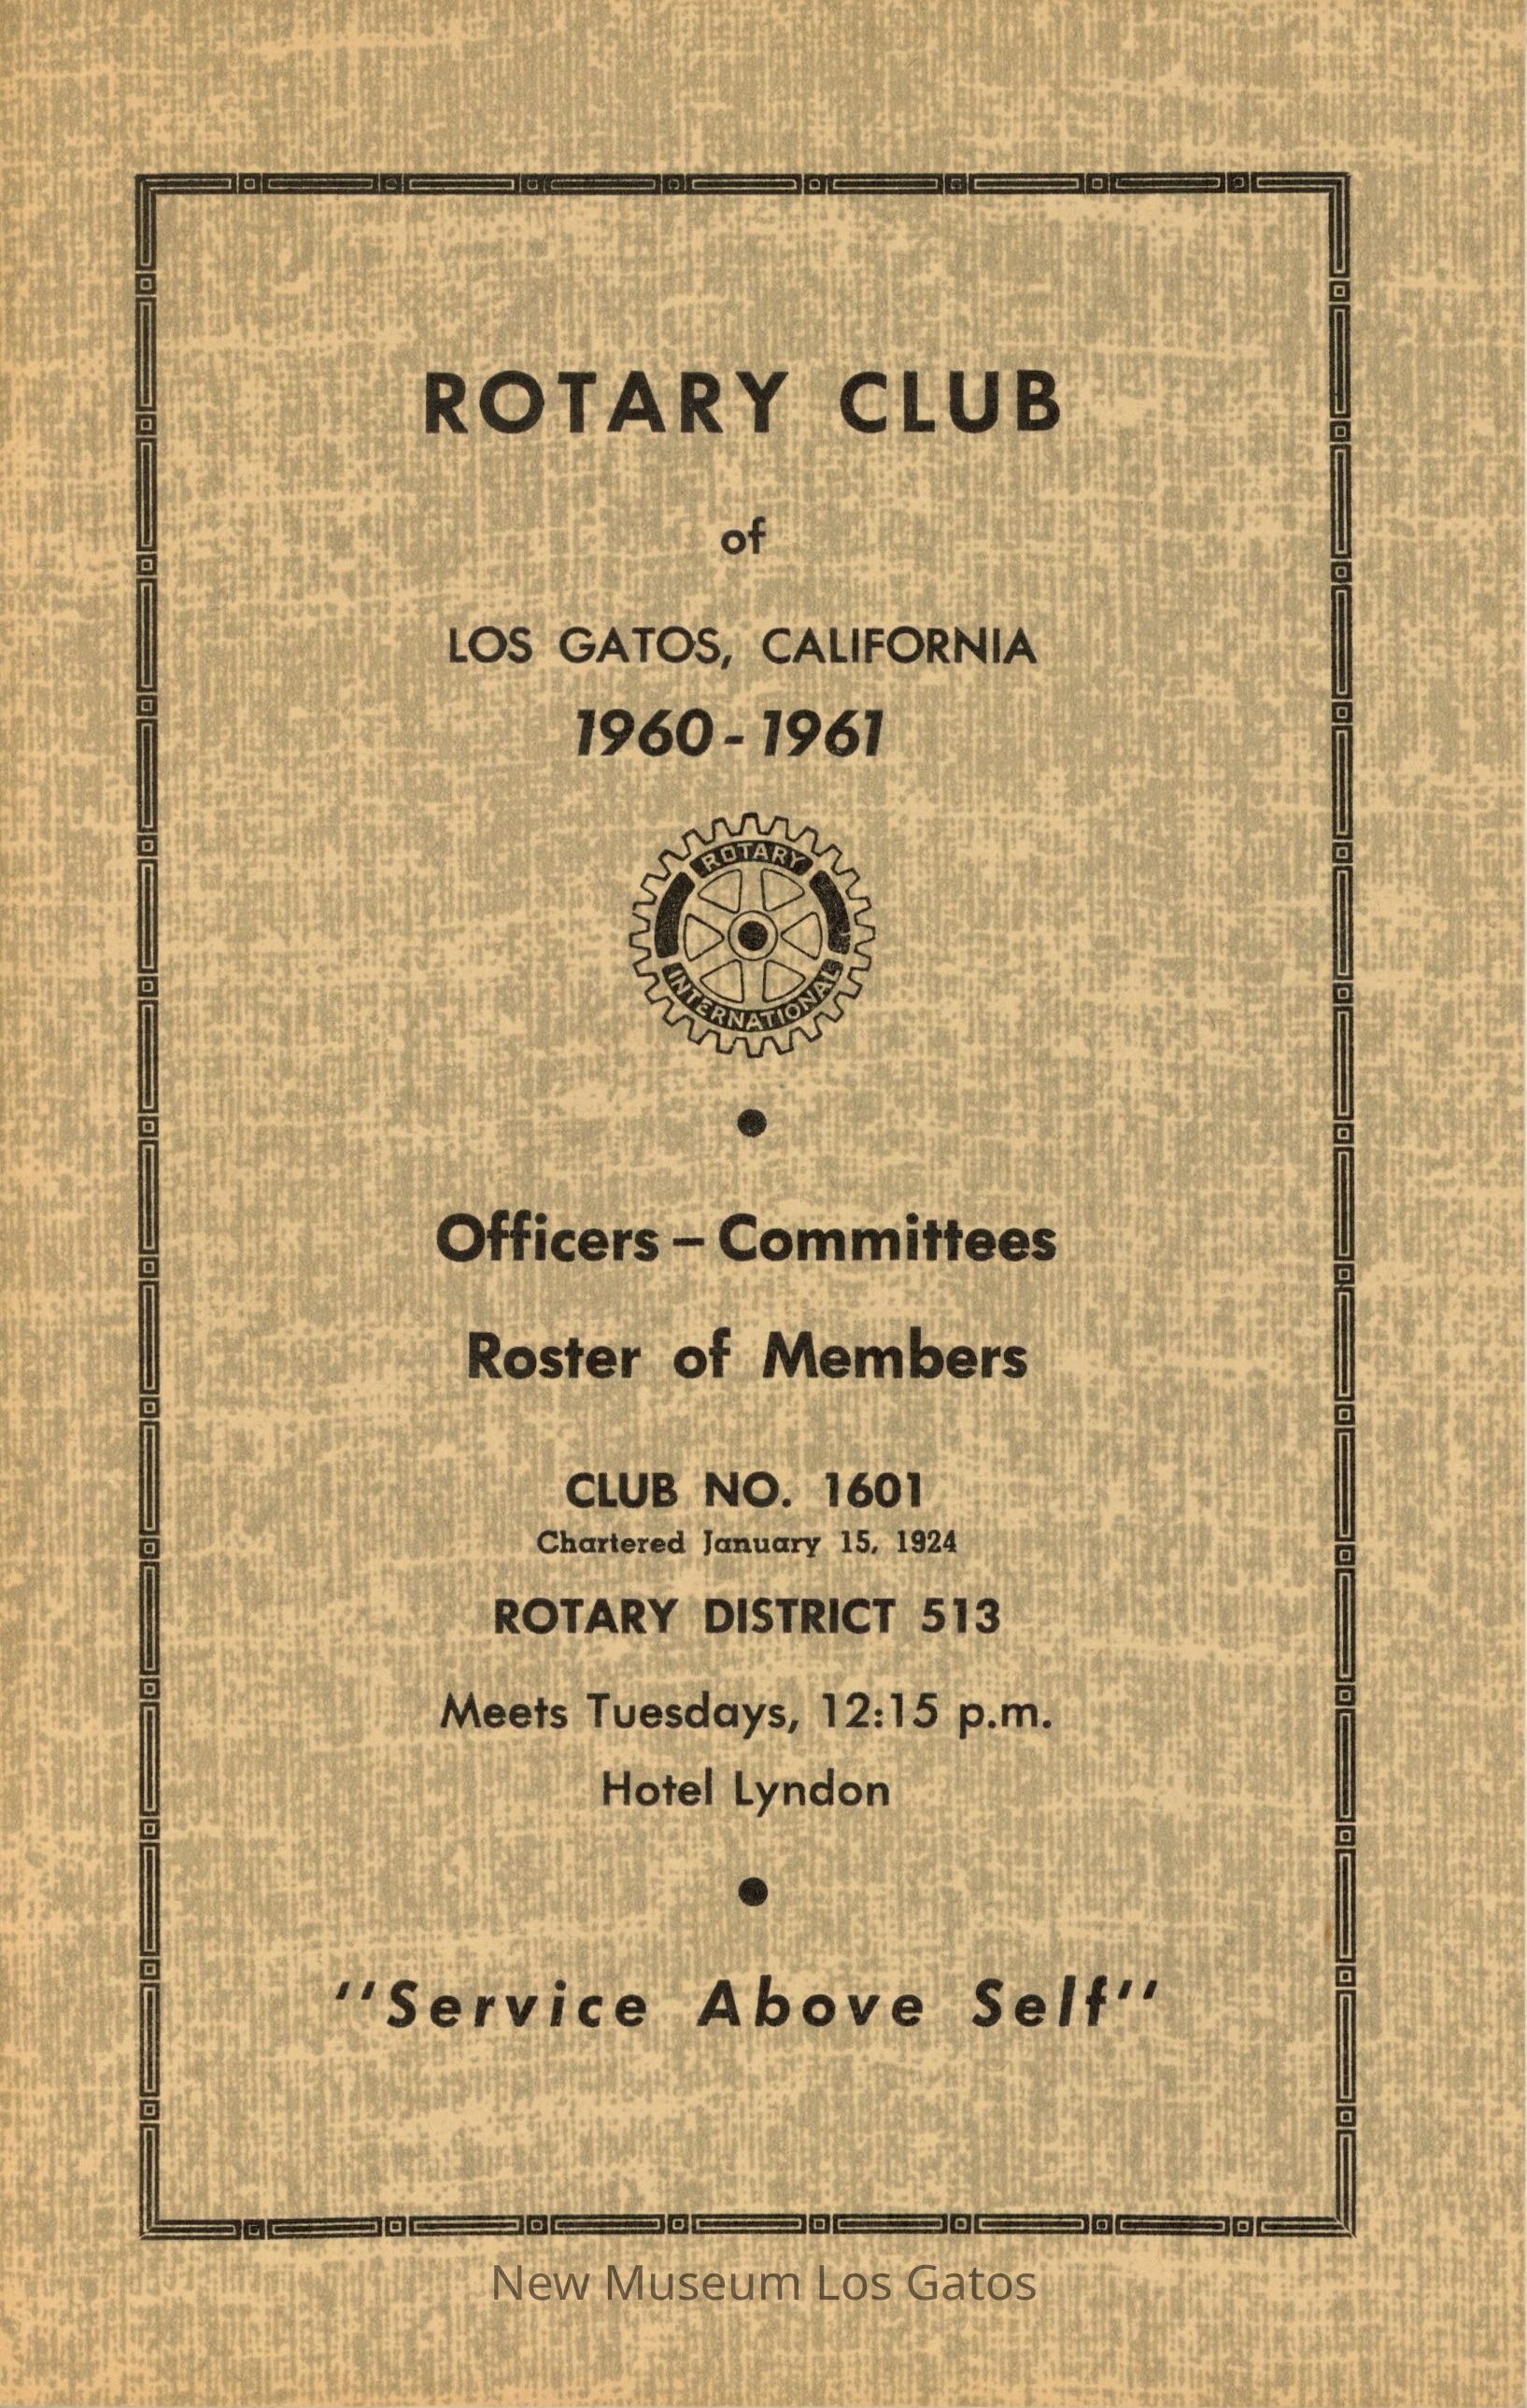 ROTARY CLUB
of
LOS GATOS, CALIFORNIA
1960 - 1961
ROTARY
INTERNATIONAL
Officers – Committees
Roster of Members
CLUB NO. 1601
Chartered January 15, 1924
ROTARY DISTRICT 513
Meets Tuesdays, 12:15 p.m.
Hotel Lyndon
"Service Above Self"
New Museum Los Gatos